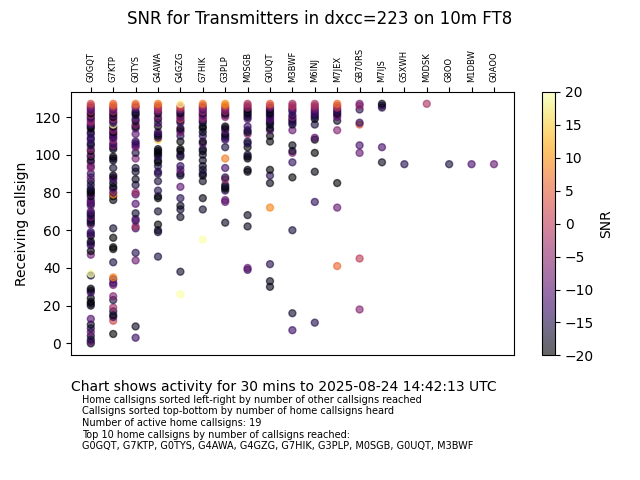 SNR for Transmitters in dxcc=223 on 10m FT8
G0GQT G7KTP G0TYS G4AWA G4GZG G7HIK G3PLP M0SGB G0UQT M3BWF M6INJ M7JEX GB70RS M7IJS G5XWH M0DSK G8OO M1DBW G0AOO
120
100
80
60
40
20
0
Receiving callsign
20
15
10
5
0
−5
−10
−15
−20
SNR
Chart shows activity for 30 mins to 2025-08-24 14:42:13 UTC
Home callsigns sorted left-right by number of other callsigns reached
Callsigns sorted top-bottom by number of home callsigns heard
Number of active home callsigns: 19
Top 10 home callsigns by number of callsigns reached:
G0GQT, G7KTP, G0TYS, G4AWA, G4GZG, G7HIK, G3PLP, M0SGB, G0UQT, M3BWF